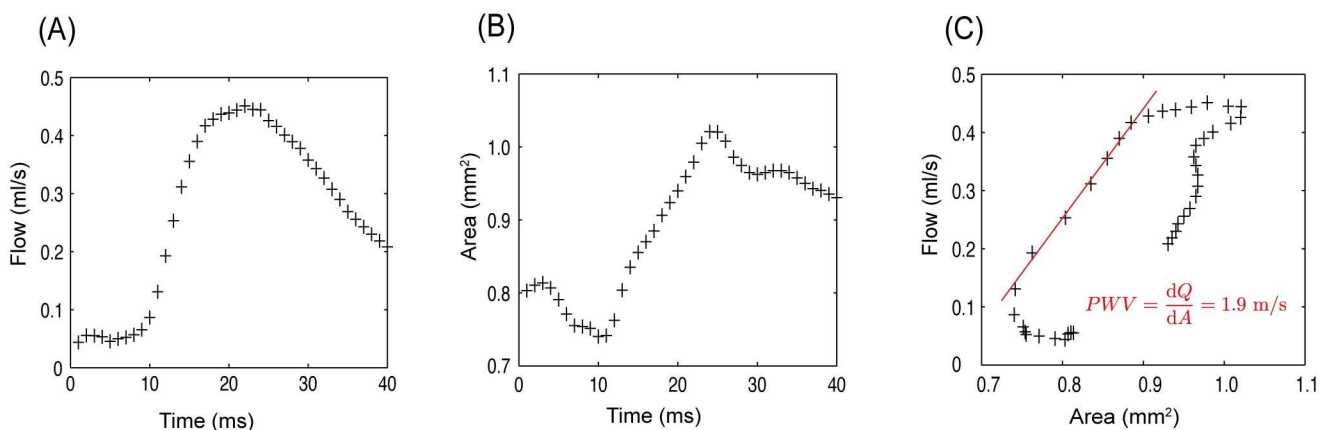 (A)
0.5
0.4
0.3
0.2
0.1
0
Flow (ml/s)
0 10 20 30 40
Time (ms)
(B)
1.1
1.0
0.9
0.8
0.7
Area (mm²)
0 10 20 30 40
Time (ms)
(C)
0.5
0.4
0.3
0.2
0.1
0
Flow (ml/s)
PWV = dQ/dA = 1.9 m/s
0.7 0.8 0.9 1.0 1.1
Area (mm²)